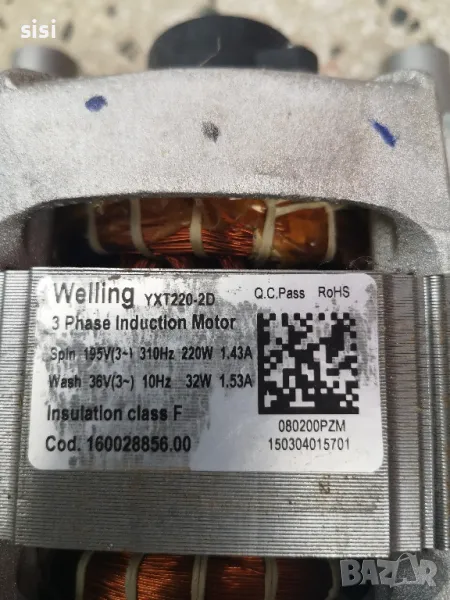 sisi
Welling YXT220-2D
3 Phase Induction Motor
Spin 195V(3~) 310Hz 220W 1.43A
Wash 36V(3~) 10Hz 32W 1.53A
Insulation class F
Cod. 160028856.00
Q.C.Pass RoHS
080200PZM
150304015701
BAZAR